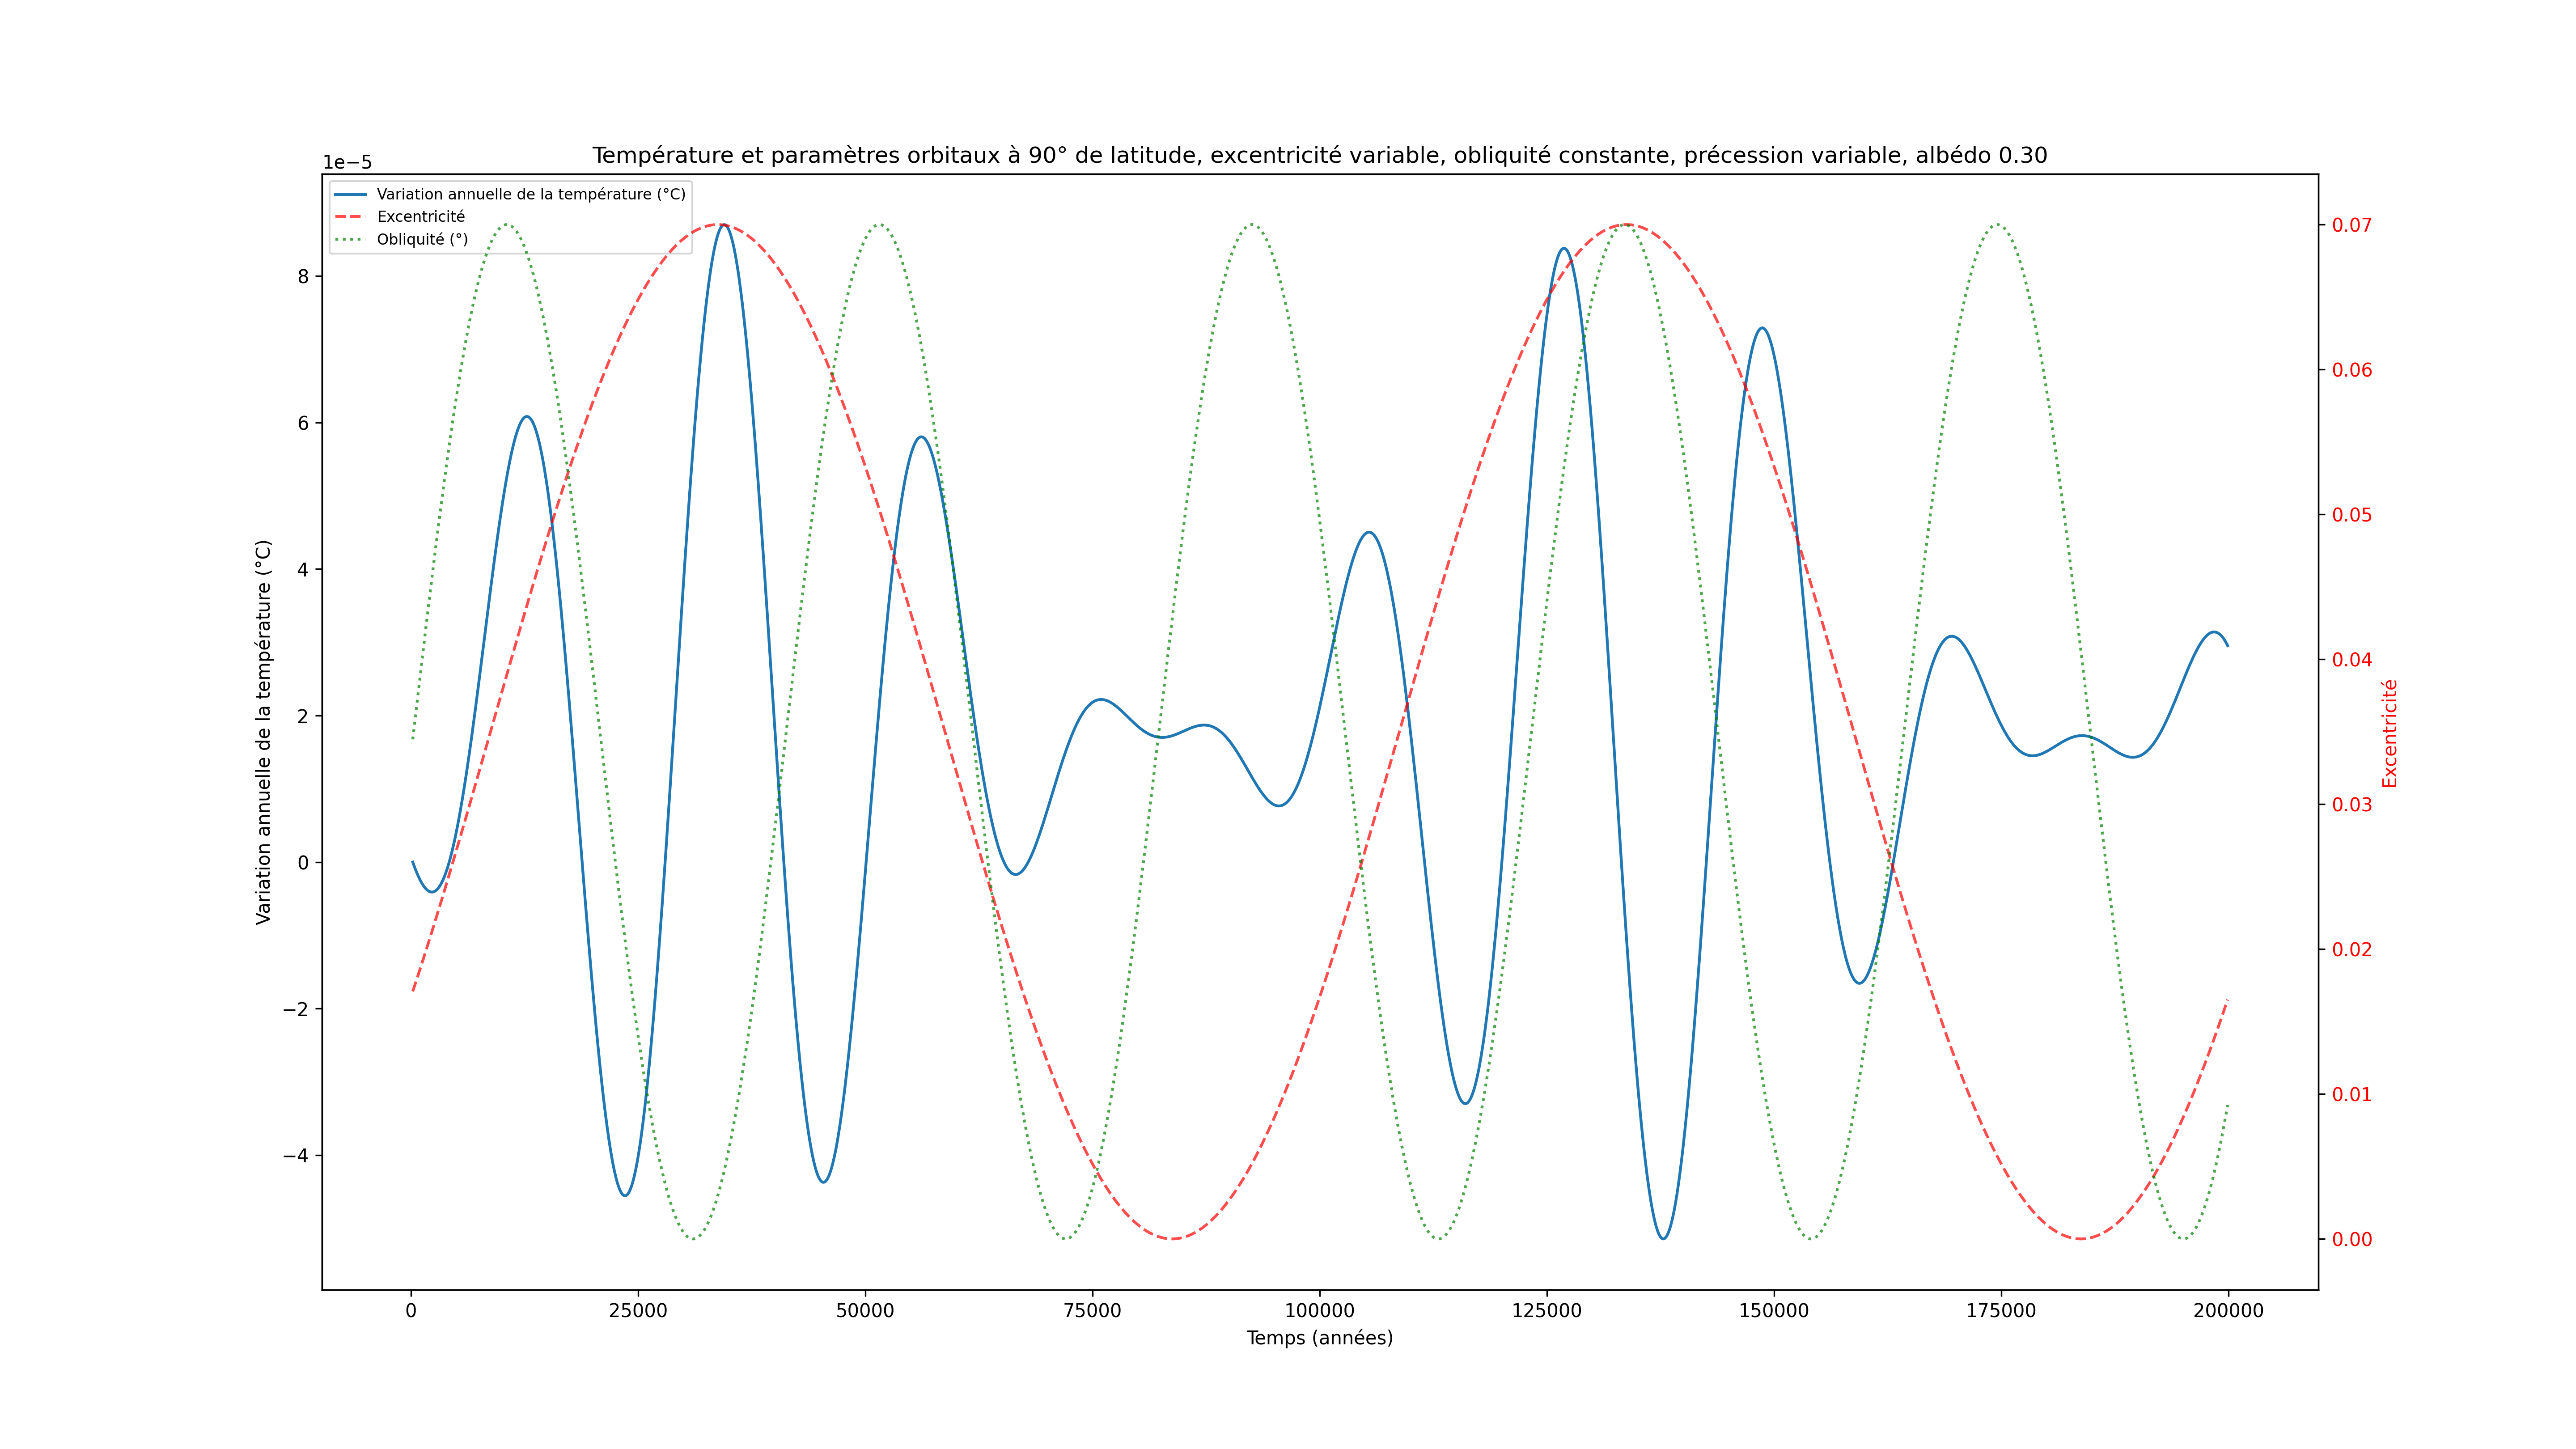 Température et paramètres orbitaux à 90° de latitude, excentricité variable, obliquité constante, précession variable, albédo 0.30
1e−5
Variation annuelle de la température (°C)
Excentricité
Obliquité (°)
8
6
4
2
0
−2
−4
Variation annuelle de la température (°C)
0.07
0.06
0.05
0.04
0.03
0.02
0.01
0.00
Excentricité
0 25000 50000 75000 100000 125000 150000 175000 200000
Temps (années)